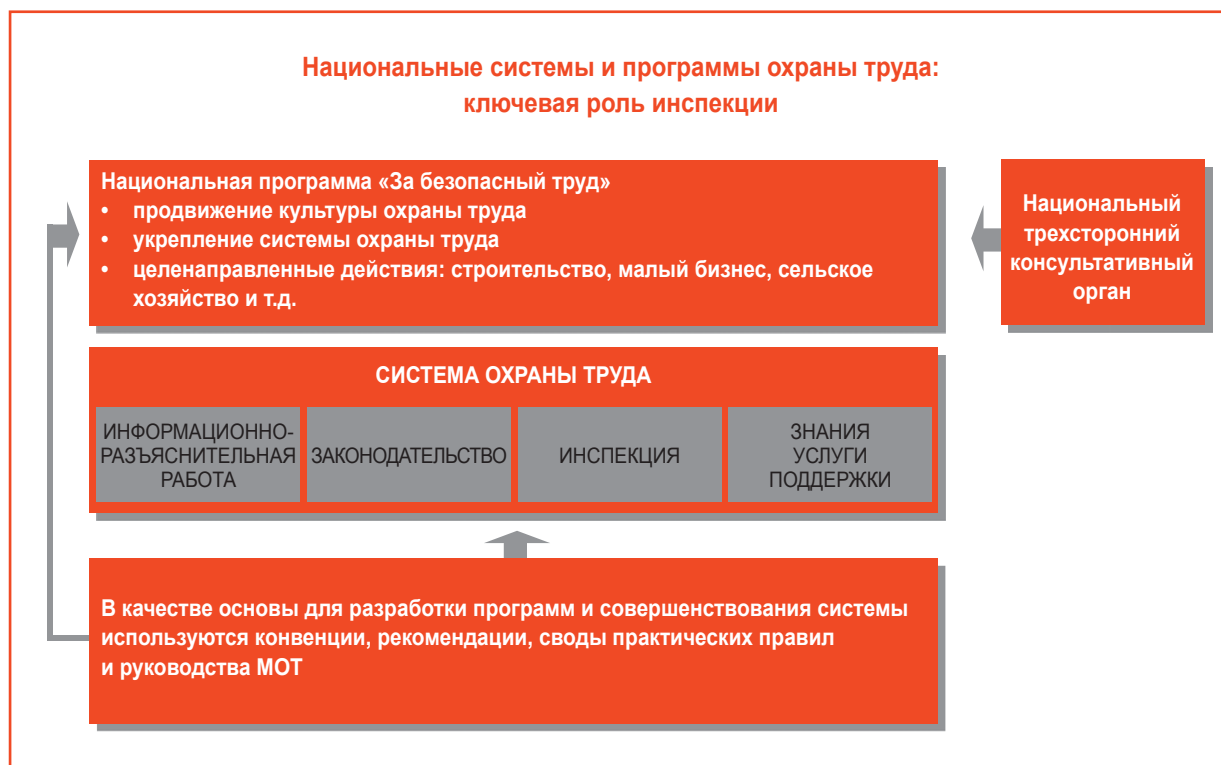 Национальные системы и программы охраны труда:
ключевая роль инспекции
Национальная программа «За безопасный труд»
• продвижение культуры охраны труда
• укрепление системы охраны труда
• целенаправленные действия: строительство, малый бизнес, сельское
хозяйство и т.д.
Национальный
трехсторонний
консультативный
орган
СИСТЕМА ОХРАНЫ ТРУДА
ИНФОРМАЦИОННО-
РАЗЪЯСНИТЕЛЬНАЯ
РАБОТА
ЗАКОНОДАТЕЛЬСТВО
ИНСПЕКЦИЯ
ЗНАНИЯ
УСЛУГИ
ПОДДЕРЖКИ
В качестве основы для разработки программ и совершенствования системы
используются конвенции, рекомендации, своды практических правил
и руководства МОТ